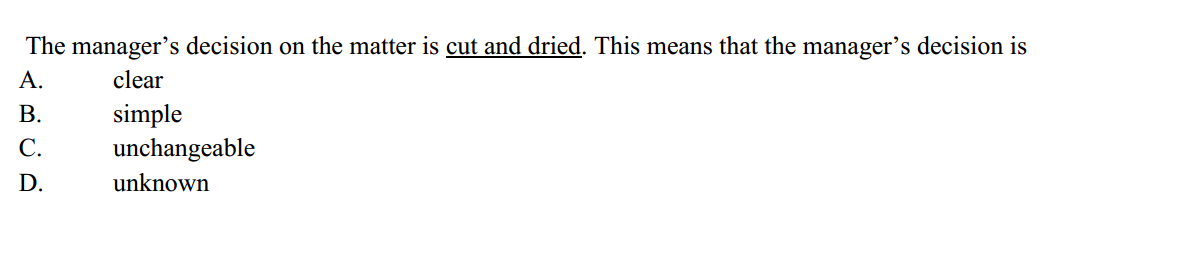 The manager’s decision on the matter is cut and dried. This means that the manager’s decision is
A. clear
B. simple
C. unchangeable
D. unknown